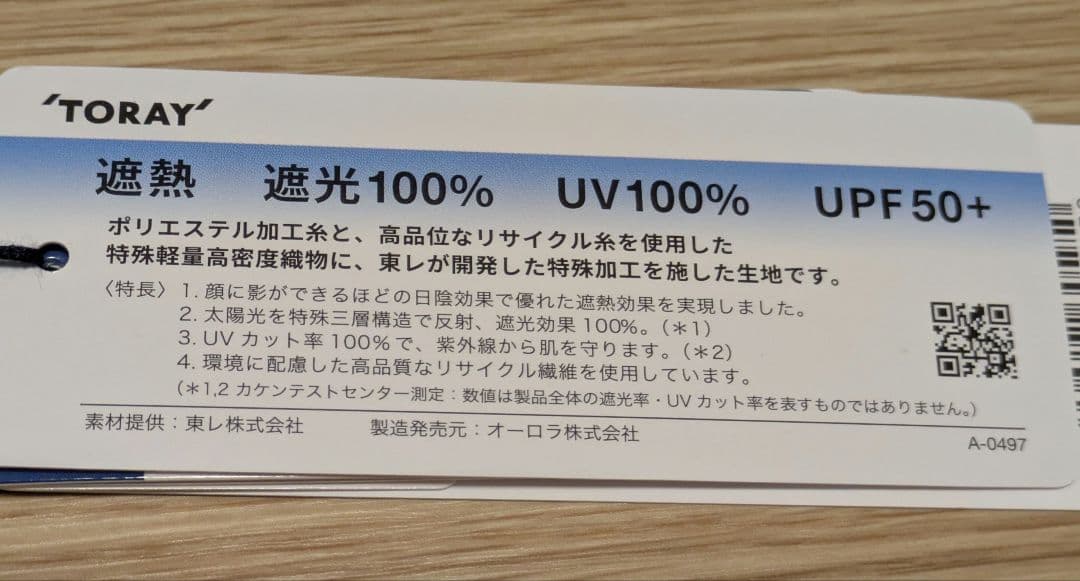 'TORAY'
遮熱 遮光100% UV100% UPF50+
ポリエステル加工糸と、高品位なリサイクル糸を使用した
特殊軽量高密度織物に、東レが開発した特殊加工を施した生地です。
〈特長〉1. 顔に影ができるほどの日陰効果で優れた遮熱効果を実現しました。
2. 太陽光を特殊三層構造で反射、遮光効果100%。(＊1)
3. UVカット率100%で、紫外線から肌を守ります。(＊2)
4. 環境に配慮した高品質なリサイクル繊維を使用しています。
(＊1,2 カケンテストセンター測定：数値は製品全体の遮光率・UVカット率を表すものではありません。)
素材提供：東レ株式会社 製造発売元：オーロラ株式会社
A-0497